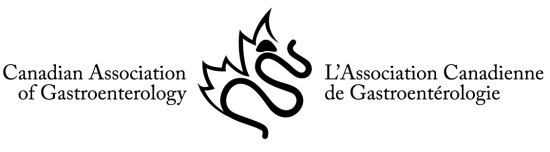 Canadian Association
of Gastroenterology
L'Association Canadienne
de Gastroentérologie